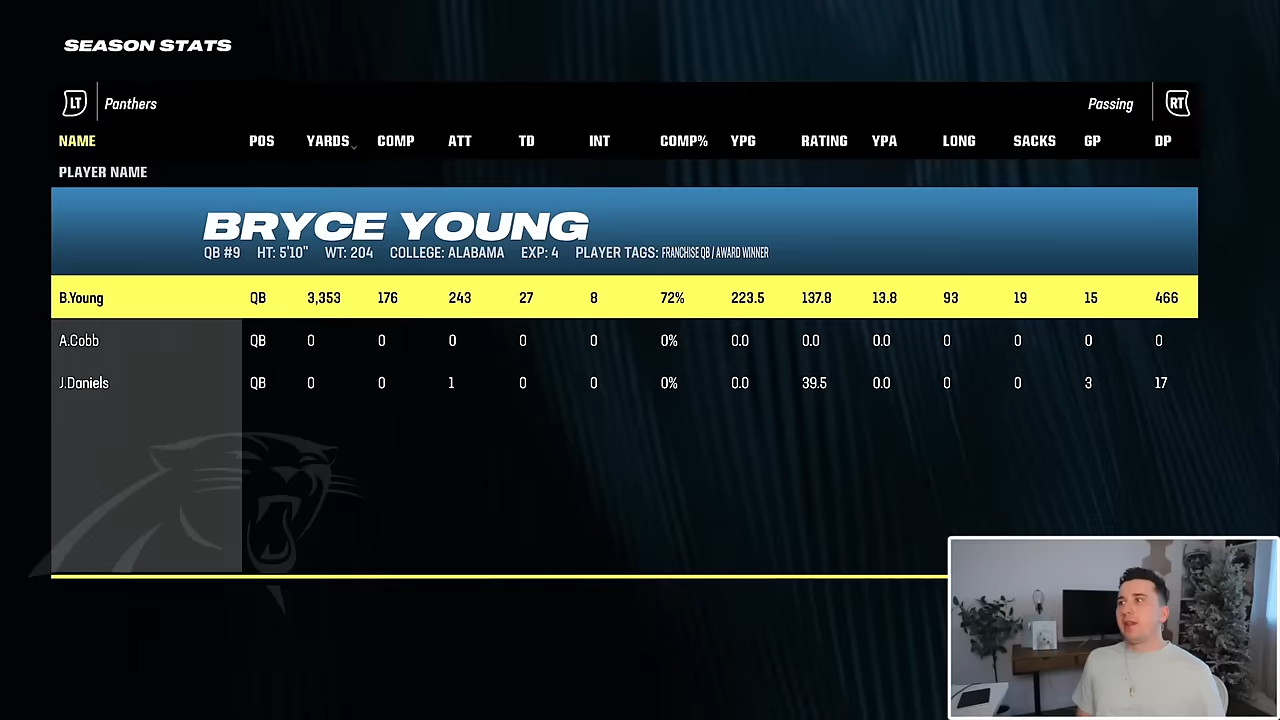 SEASON STATS
LT Panthers Passing RT
NAME POS YARDS COMP ATT TD INT COMP% YPG RATING YPA LONG SACKS GP DP
PLAYER NAME
BRYCE YOUNG
QB #9 HT: 5'10" WT: 204 COLLEGE: ALABAMA EXP: 4 PLAYER TAGS: FRANCHISE QB / AWARD WINNER
B.Young QB 3,353 176 243 27 8 72% 223.5 137.8 13.8 93 19 15 466
A.Cobb QB 0 0 0 0 0 0% 0.0 0.0 0.0 0 0 0 0
J.Daniels QB 0 0 1 0 0 0% 0.0 39.5 0.0 0 0 3 17